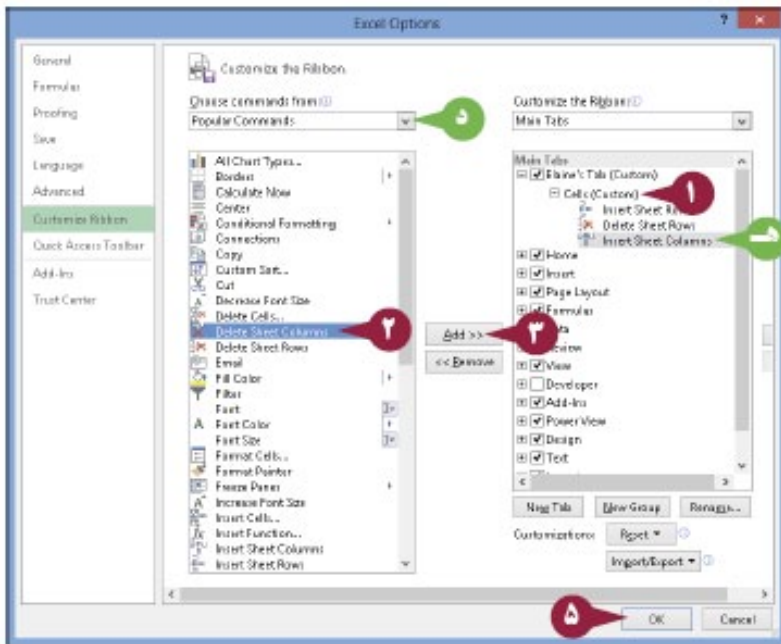 Excel Options
?
General
Formulas
Proofing
Save
Language
Advanced
Customize Ribbon
Quick Access Toolbar
Add-Ins
Trust Center
Customize the Ribbon.
Choose commands from:
Popular Commands
د
All Chart Types...
Borders
Calculate Now
Center
Conditional Formatting
Connections
Copy
Custom Sort...
Cut
Decrease Font Size
Delete Cells...
Delete Sheet Columns
۲
Delete Sheet Rows
Email
Fill Color
Filter
Font
Font Color
Font Size
Format Cells...
Format Painter
Freeze Panes
Increase Font Size
Insert Cells...
Insert Function...
Insert Sheet Columns
Insert Sheet Rows
Add >>
۳
<< Remove
Customize the Ribbon:
Main Tabs
Main Tabs
Elaine's Tab (Custom)
Cells (Custom)
۱
Insert Sheet
Delete Sheet Rows
Insert Sheet Columns
Home
Insert
Page Layout
Formulas
View
Developer
Add-Ins
Power View
Design
Text
New Tab New Group Rename...
Customizations: Reset
Import/Export
۵
OK Cancel